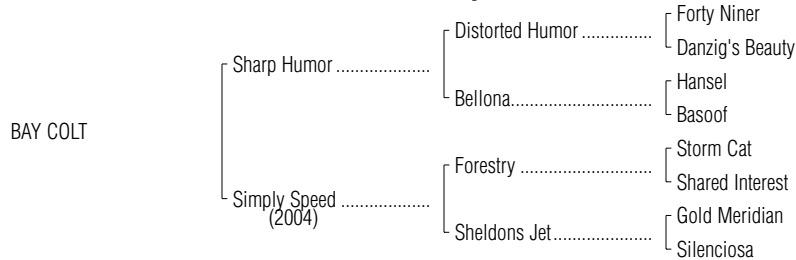 Forty Niner
Distorted Humor ...............
Danzig's Beauty
Sharp Humor ....................
Hansel
Bellona..............................
Basoof
BAY COLT
Storm Cat
Forestry ............................
Shared Interest
Simply Speed ...................
(2004)
Gold Meridian
Sheldons Jet.....................
Silenciosa